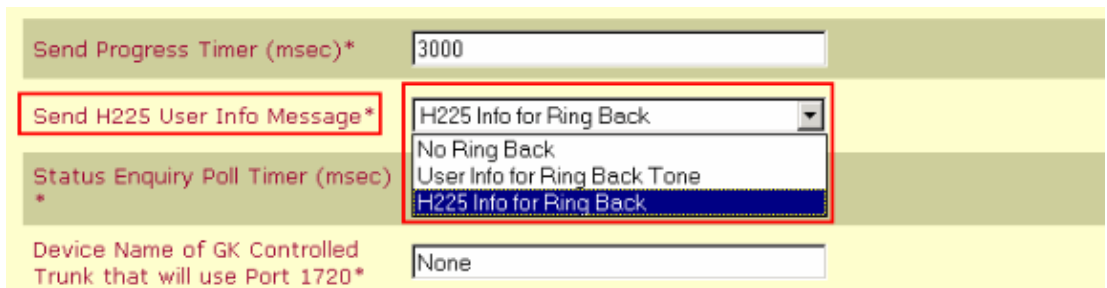 Send Progress Timer (msec)* 3000
Send H225 User Info Message* H225 Info for Ring Back
No Ring Back
Status Enquiry Poll Timer (msec) User Info for Ring Back Tone
* H225 Info for Ring Back
Device Name of GK Controlled
Trunk that will use Port 1720* None